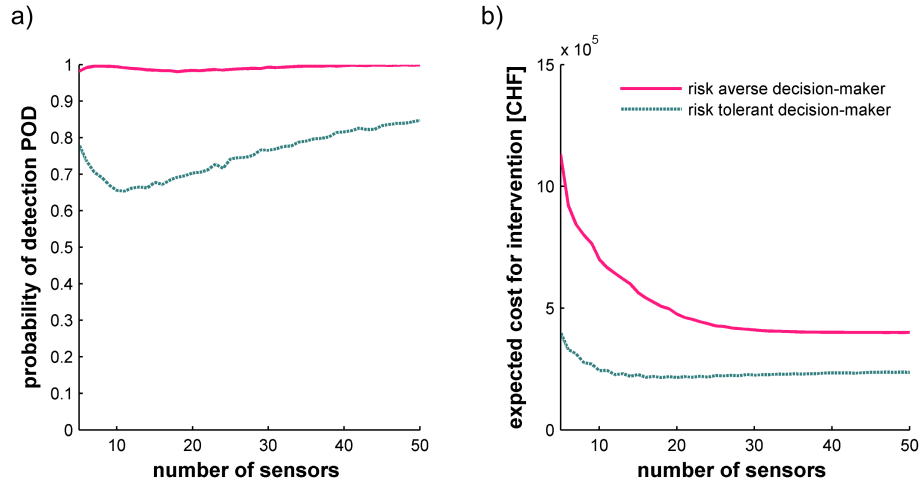 a)
probability of detection POD
1
0.9
0.8
0.7
0.6
0.5
0.4
0.3
0.2
0.1
0
10
20
30
40
50
number of sensors
b)
x 10^5
expected cost for intervention [CHF]
15
10
5
0
risk averse decision-maker
risk tolerant decision-maker
10
20
30
40
50
number of sensors